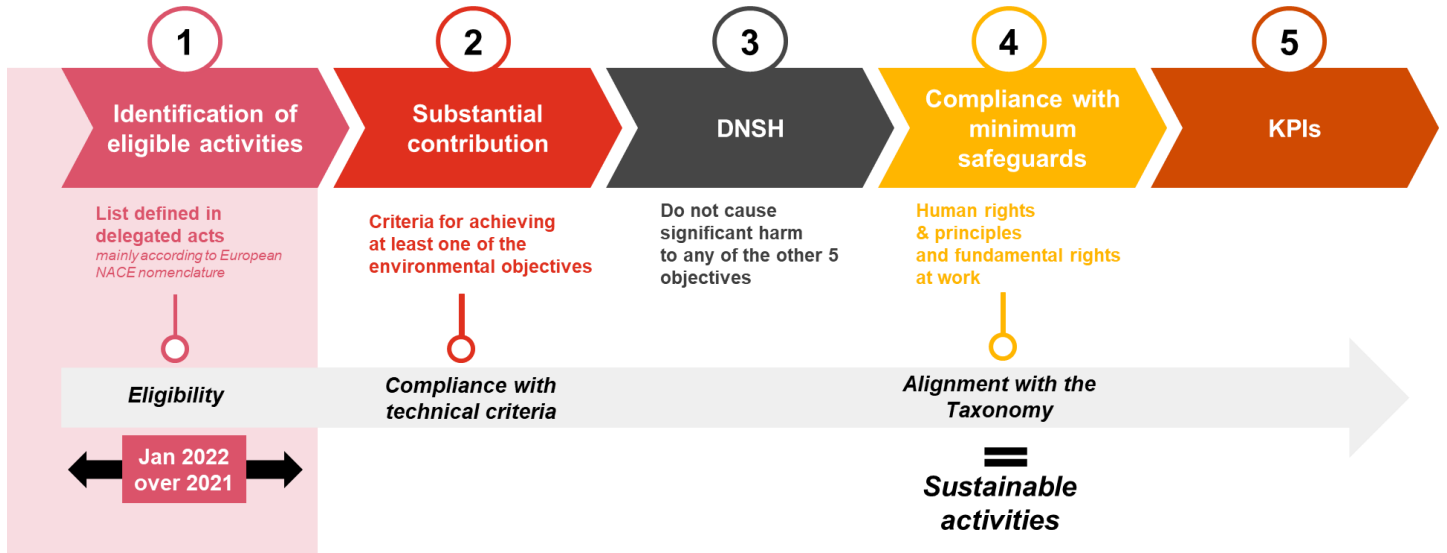 1
2
3
4
5
Identification of
eligible activities
Substantial
contribution
DNSH
Compliance with
minimum
safeguards
KPIs
List defined in
delegated acts
mainly according to European
NACE nomenclature
Criteria for achieving
at least one of the
environmental objectives
Do not cause
significant harm
to any of the other 5
objectives
Human rights
& principles
and fundamental rights
at work
Eligibility
Compliance with
technical criteria
Alignment with the
Taxonomy
Jan 2022
over 2021
=
Sustainable
activities